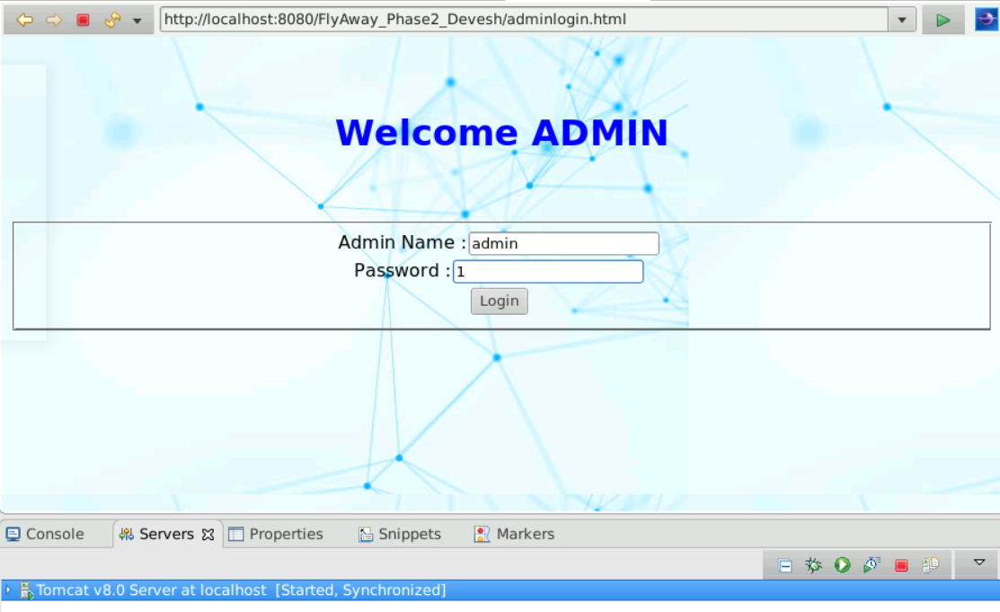 http://localhost:8080/FlyAway_Phase2_Devesh/adminlogin.html
Welcome ADMIN
Admin Name : admin
Password : 1
Login
Console Servers Properties Snippets Markers
Tomcat v8.0 Server at localhost [Started, Synchronized]